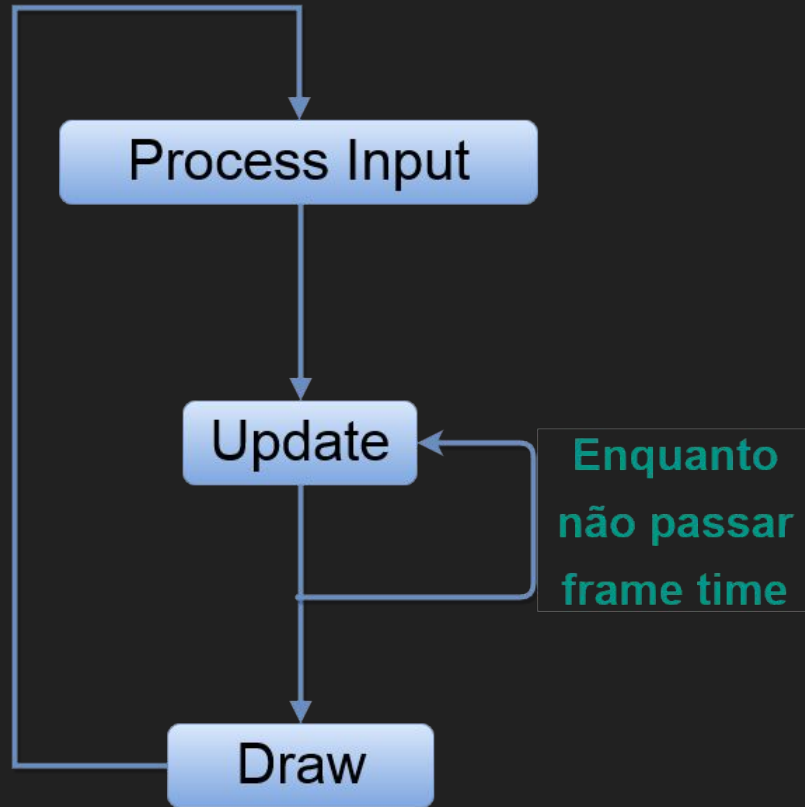 Process Input
Update
Enquanto
não passar
frame time
Draw